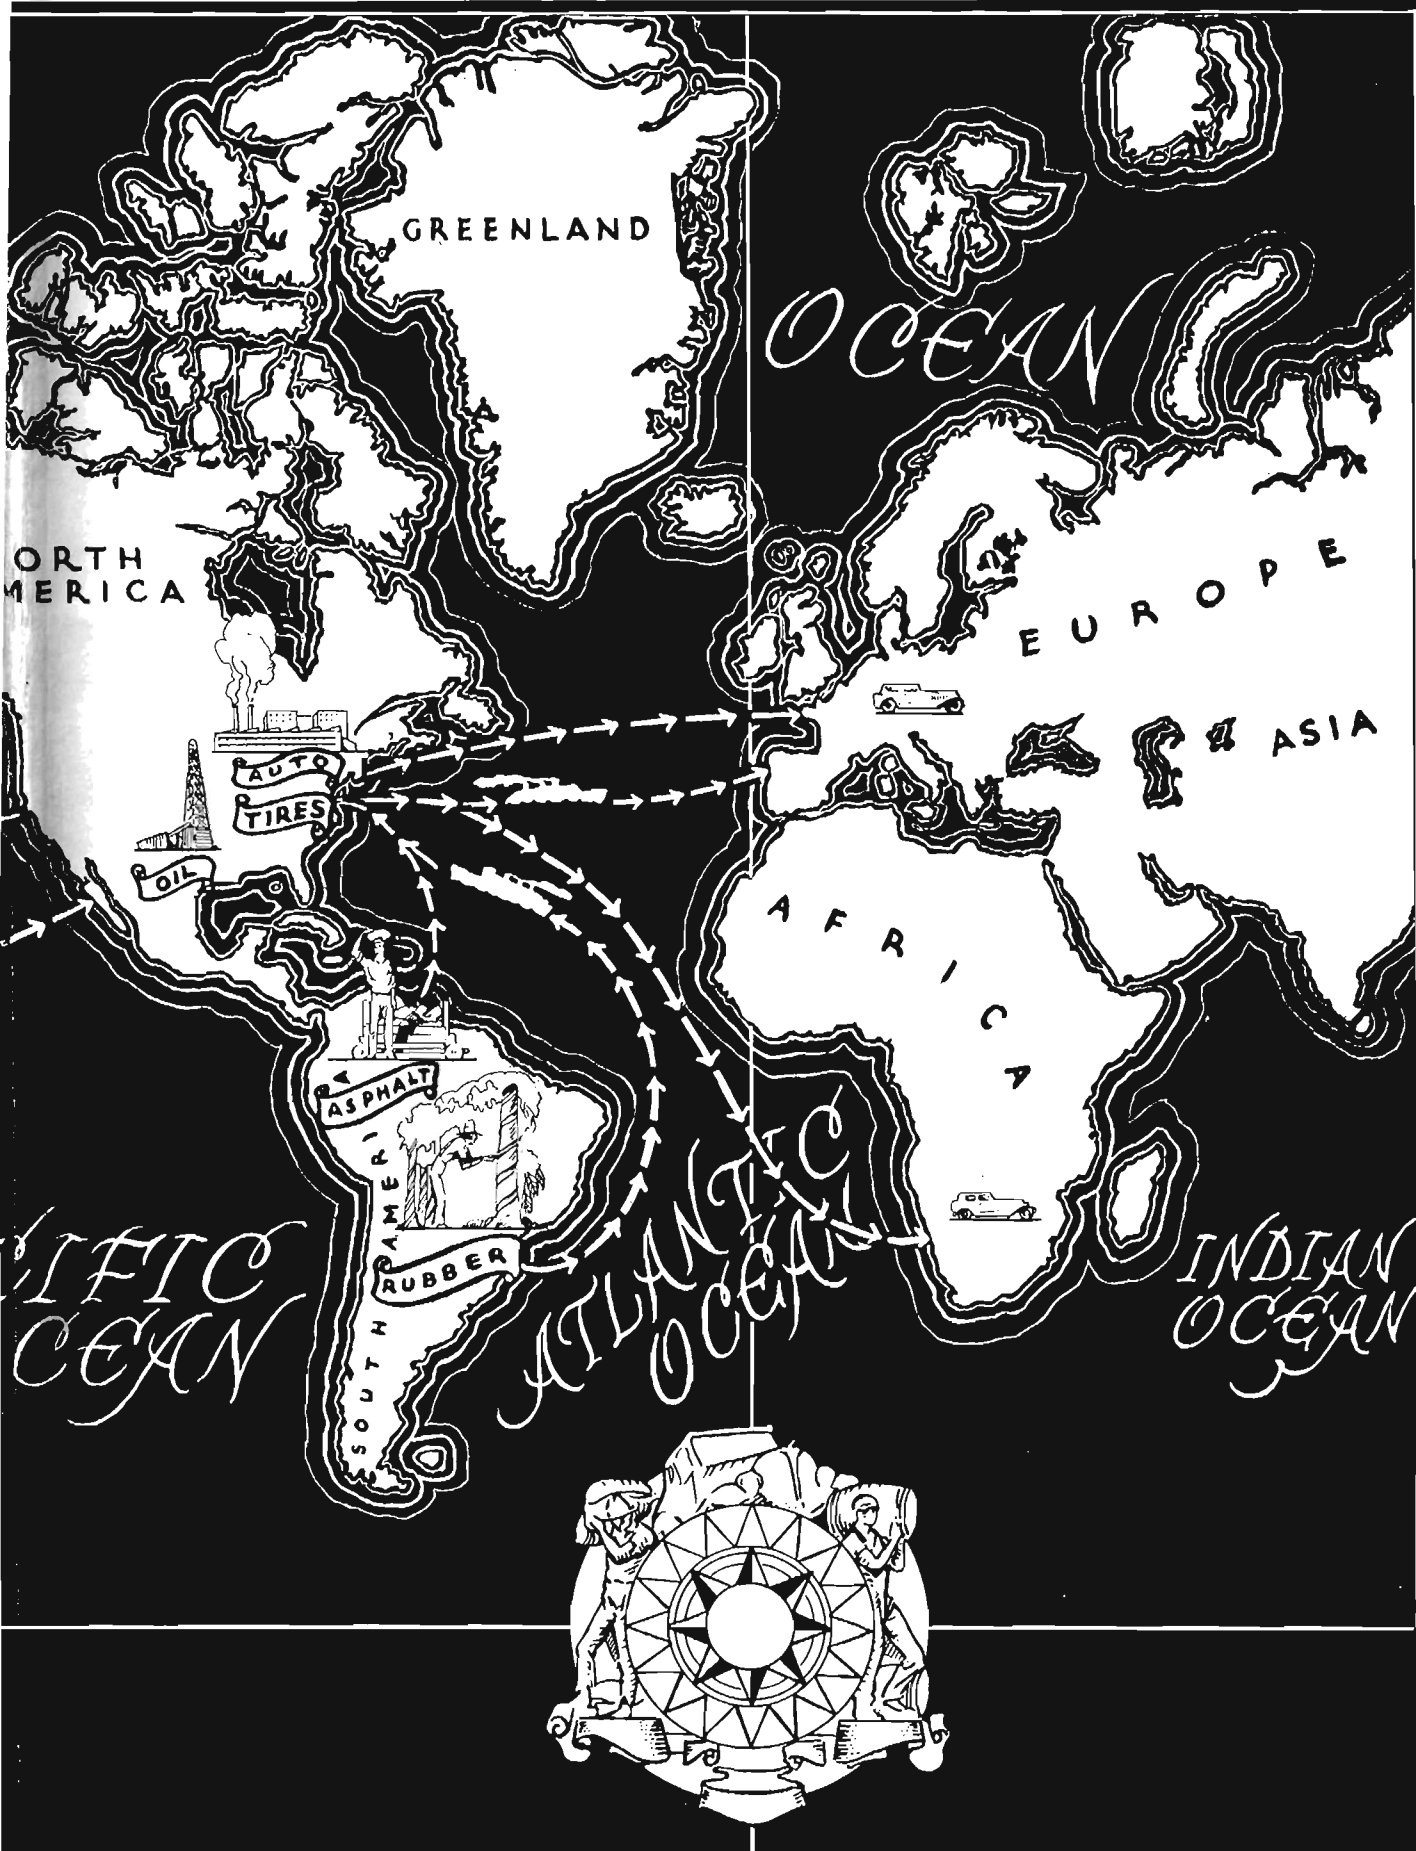 GREENLAND
OCEAN
ORTH
MERICA
EUROPE
ASIA
AUTO
TIRES
OIL
AFRICA
ASPHALT
RUBBER
SOUTH AMERI A
ATLANTIC
OCEAN
IFIC
CEAN
INDIAN
OCEAN